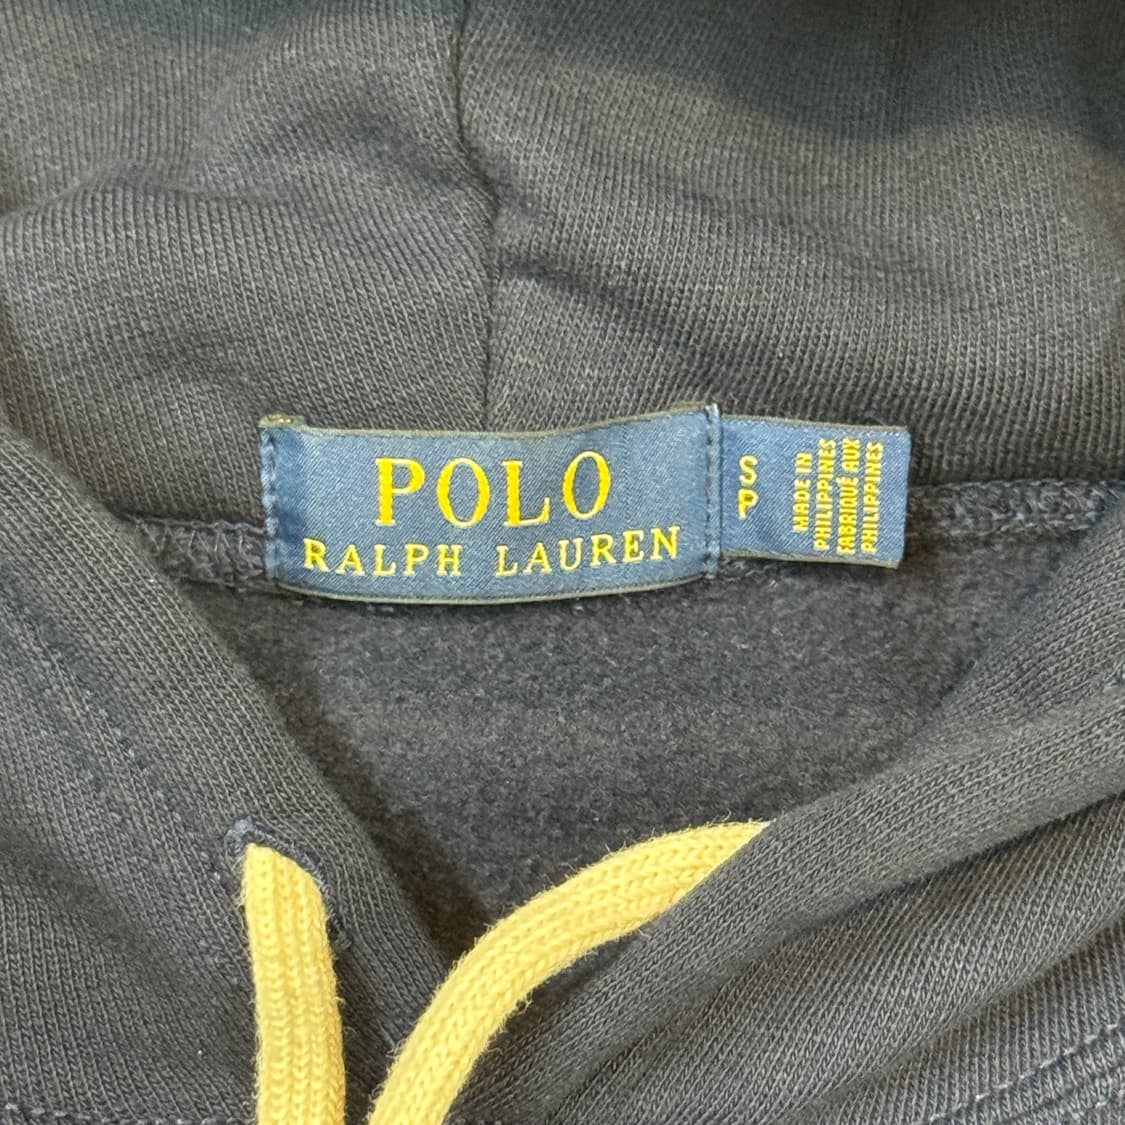 POLO
RALPH LAUREN
S
P
MADE IN
PHILIPPINES
FABRIQUÉ AUX
PHILIPPINES